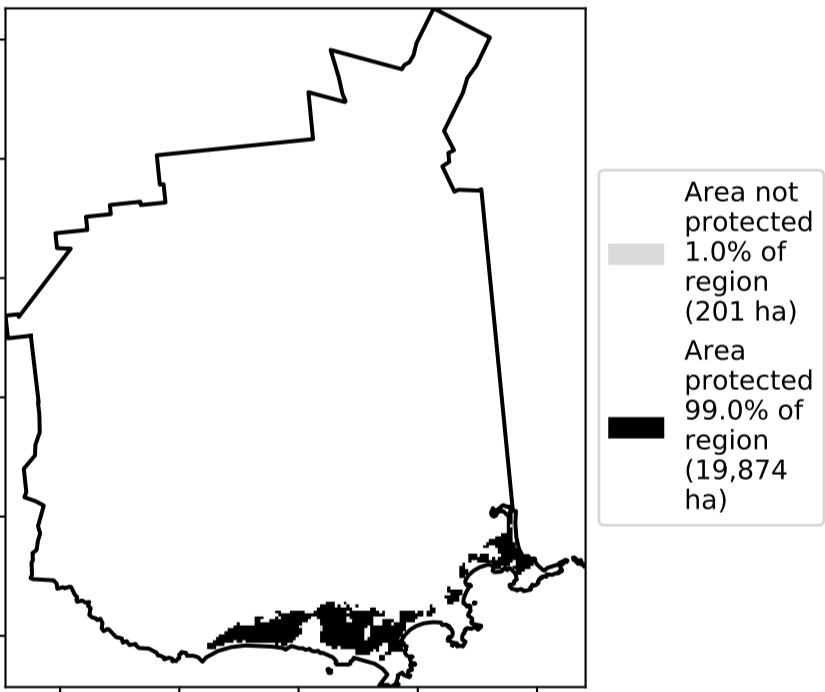 Area not
protected
1.0% of
region
(201 ha)
Area
protected
99.0% of
region
(19,874
ha)